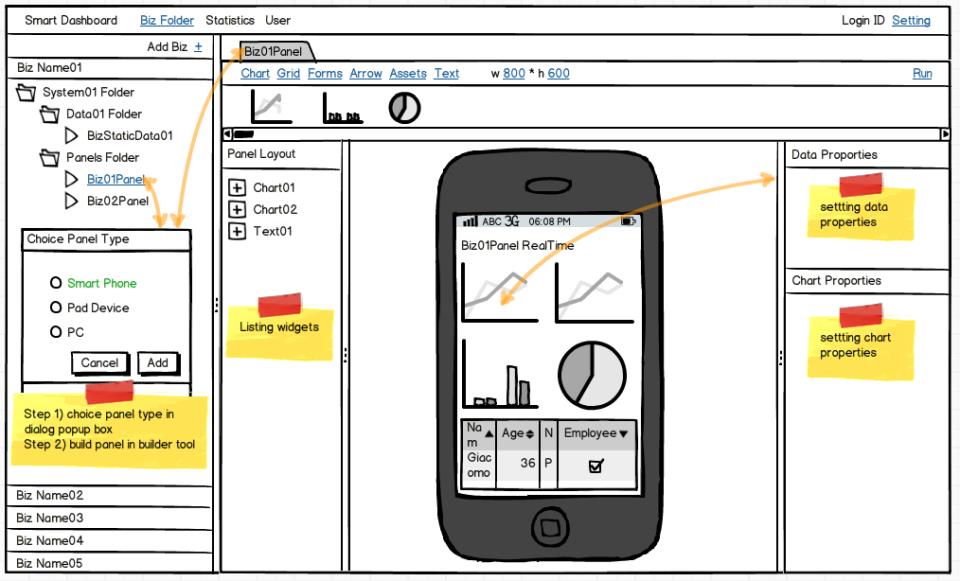 Smart Dashboard Biz Folder Statistics User Login ID Setting
Add Biz +
Biz Name01
System01 Folder
Data01 Folder
BizStaticData01
Panels Folder
Biz01Panel
Biz02Panel
Choice Panel Type
Smart Phone
Pad Device
PC
Cancel Add
Step 1) choice panel type in
dialog popup box
Step 2) build panel in builder tool
Biz Name02
Biz Name03
Biz Name04
Biz Name05
Biz01Panel
Chart Grid Forms Arrow Assets Text w 800 * h 600 Run
Panel Layout
Chart01
Chart02
Text01
Listing widgets
ABC 3G 06:08 PM
Biz01Panel RealTime
Na
m Age N Employee
Giac
omo 36 P
Data Proporties
settting data
properties
Chart Proporties
settting chart
properties